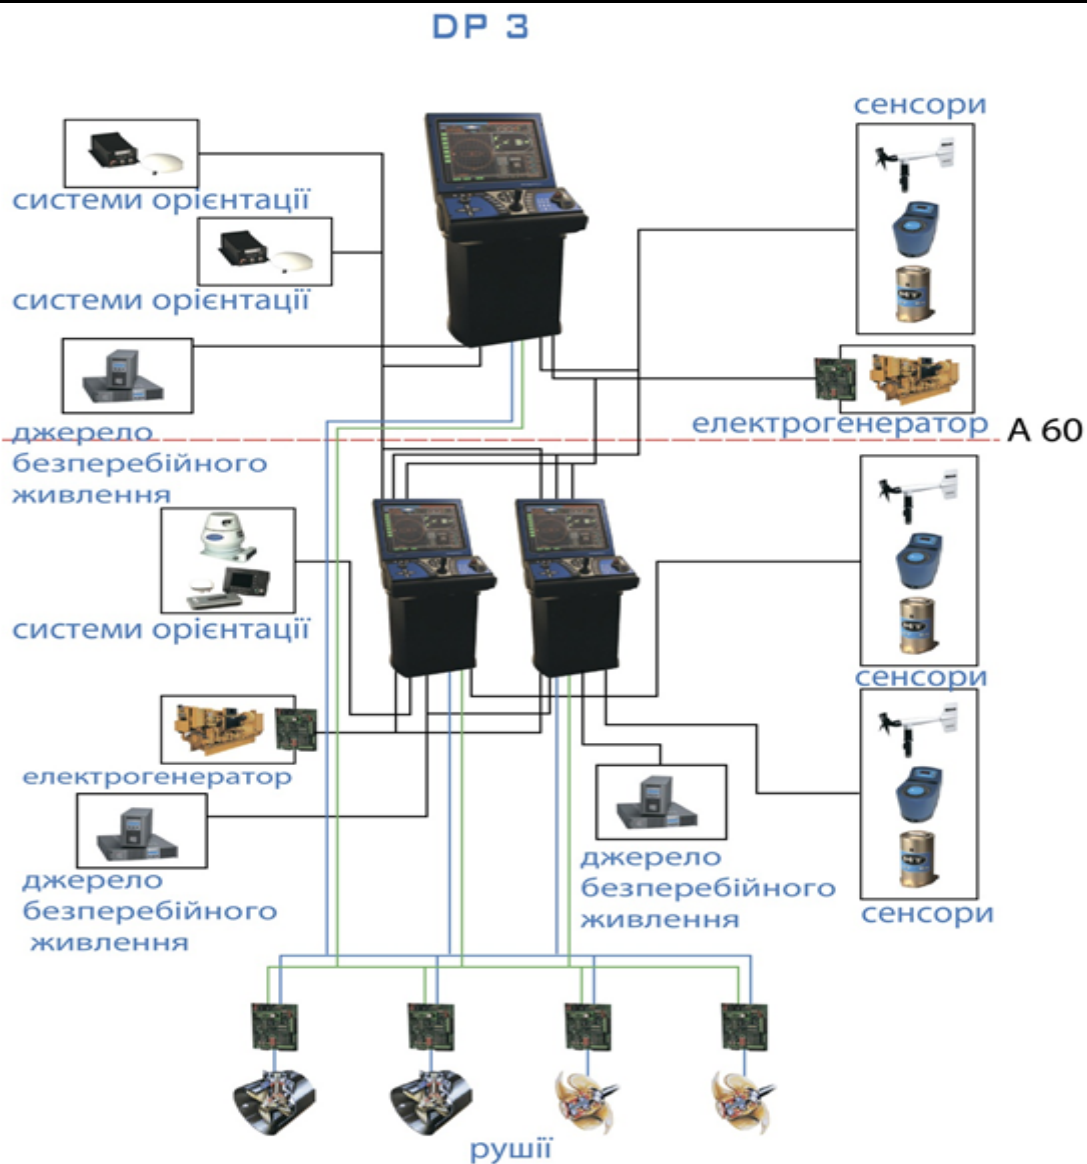 DP 3
сенсори
системи орієнтації
системи орієнтації
електрогенератор
А 60
джерело
безперебійного
живлення
системи орієнтації
сенсори
електрогенератор
джерело
безперебійного
живлення
джерело
безперебійного
живлення
сенсори
рушії